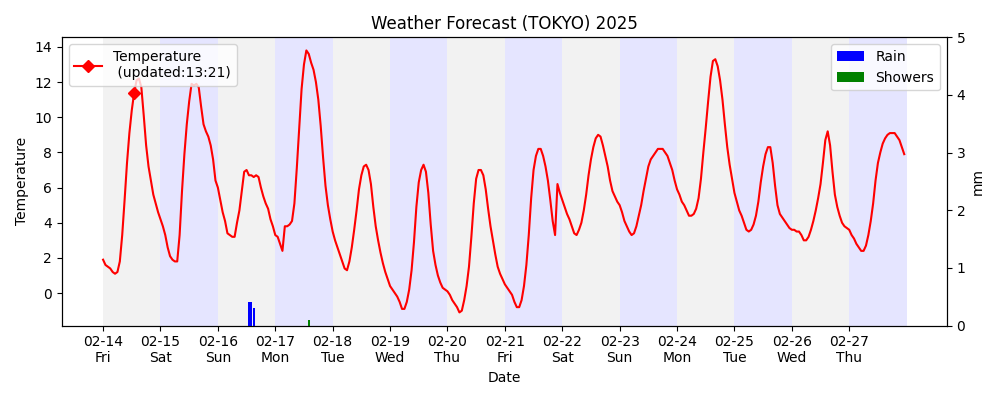 Weather Forecast (TOKYO) 2025
Temperature
(updated:13:21)
Rain
Showers
Temperature
14
12
10
8
6
4
2
0
5
4
3
2
1
0
mm
02-14 02-15 02-16 02-17 02-18 02-19 02-20 02-21 02-22 02-23 02-24 02-25 02-26 02-27
Fri Sat Sun Mon Tue Wed Thu Fri Sat Sun Mon Tue Wed Thu
Date